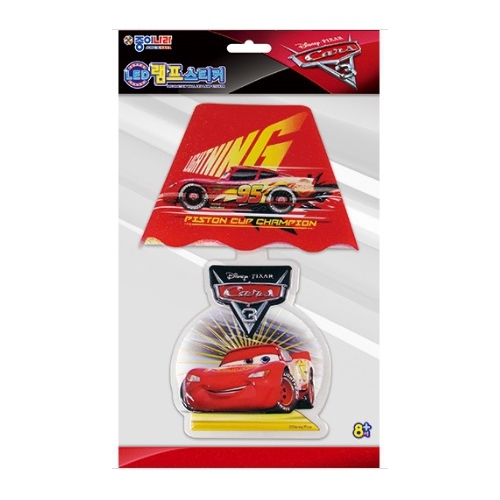 종이나라
Disney PIXAR
Cars
3
LED 램프스티커
LIGHTNING
95
PISTON CUP CHAMPION
Disney PIXAR
Cars
3
8+